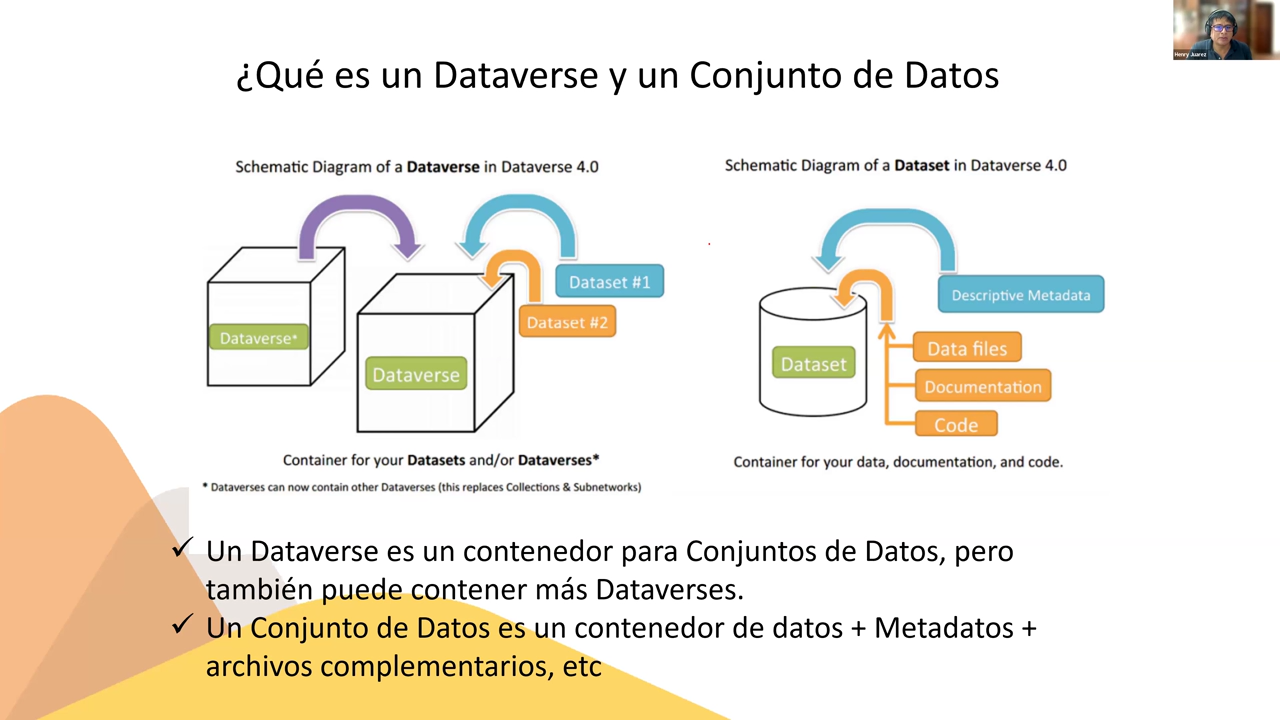 Henry Juarez
¿Qué es un Dataverse y un Conjunto de Datos
Schematic Diagram of a Dataverse in Dataverse 4.0
Dataset #1
Dataset #2
Dataverse*
Dataverse
Container for your Datasets and/or Dataverses*
* Dataverses can now contain other Dataverses (this replaces Collections & Subnetworks)
Schematic Diagram of a Dataset in Dataverse 4.0
Descriptive Metadata
Data files
Dataset
Documentation
Code
Container for your data, documentation, and code.
✓ Un Dataverse es un contenedor para Conjuntos de Datos, pero
también puede contener más Dataverses.
✓ Un Conjunto de Datos es un contenedor de datos + Metadatos +
archivos complementarios, etc